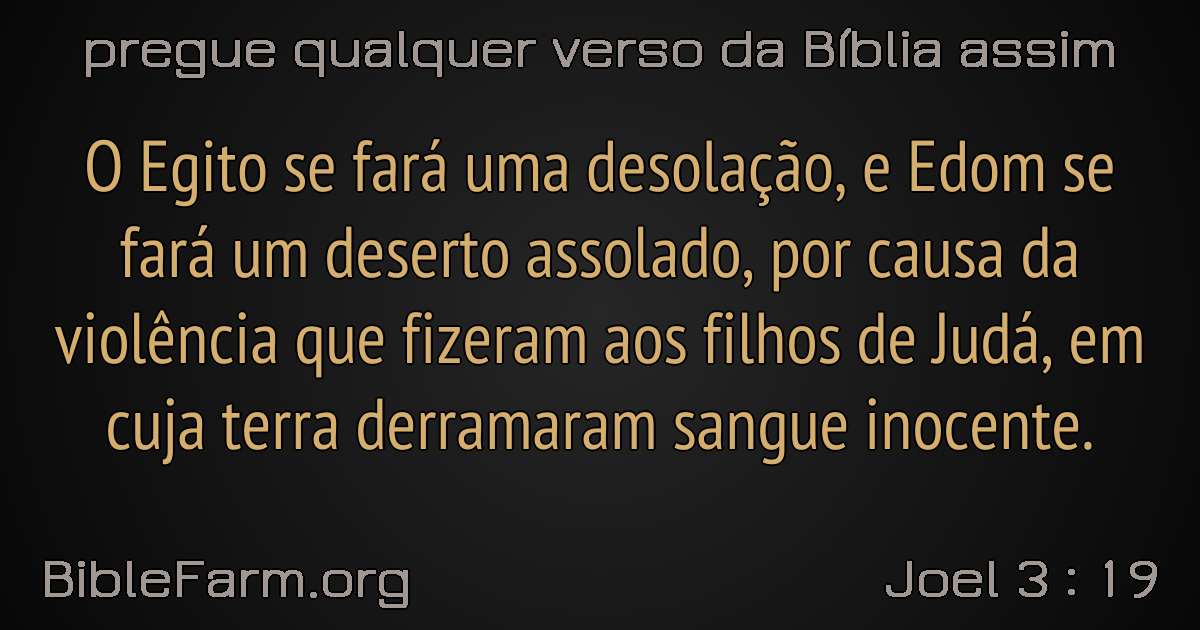 pregue qualquer verso da Bíblia assim
O Egito se fará uma desolação, e Edom se
fará um deserto assolado, por causa da
violência que fizeram aos filhos de Judá, em
cuja terra derramaram sangue inocente.
BibleFarm.org
Joel 3 : 19